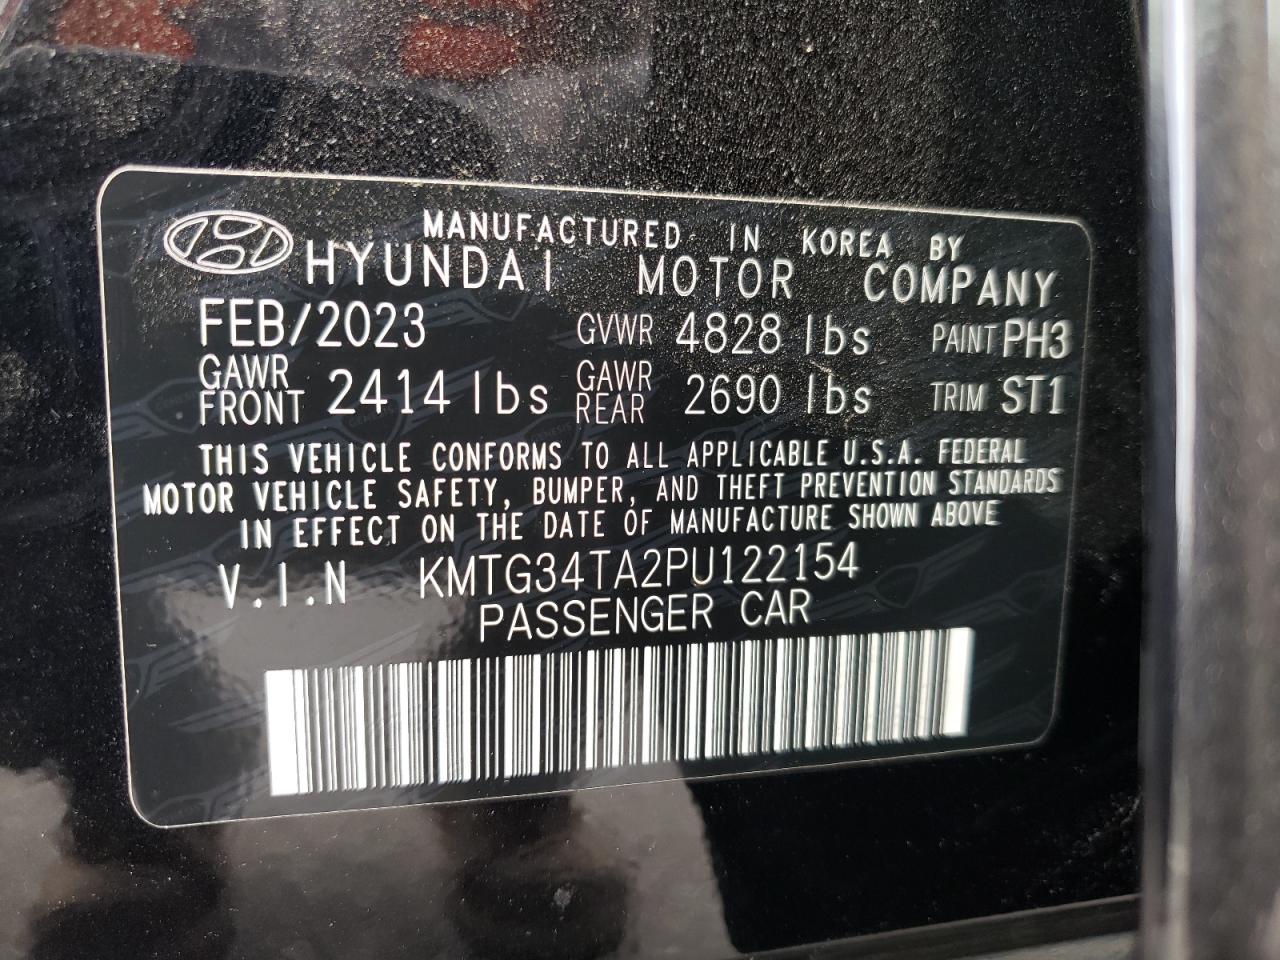 MANUFACTURED IN KOREA BY
HYUNDAI MOTOR COMPANY
FEB/2023 GVWR 4828 lbs PAINT PH3
GAWR FRONT 2414 lbs GAWR REAR 2690 lbs TRIM ST1
THIS VEHICLE CONFORMS TO ALL APPLICABLE U.S.A. FEDERAL
MOTOR VEHICLE SAFETY, BUMPER, AND THEFT PREVENTION STANDARDS
IN EFFECT ON THE DATE OF MANUFACTURE SHOWN ABOVE
V.I.N KMTG34TA2PU122154
PASSENGER CAR